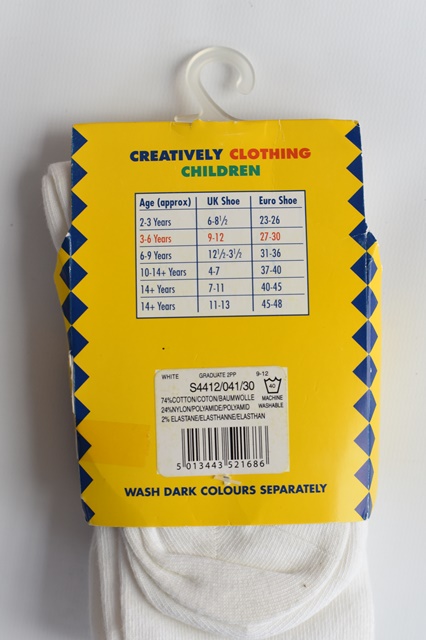 CREATIVELY CLOTHING
CHILDREN
Age (approx) UK Shoe Euro Shoe
2-3 Years 6-8½ 23-26
3-6 Years 9-12 27-30
6-9 Years 12½-3½ 31-36
10-14+ Years 4-7 37-40
14+ Years 7-11 40-45
14+ Years 11-13 45-48
WHITE GRADUATE 2PP 9-12
S4412/041/30 40
74%COTTON/COTON/BAUMWOLLE MACHINE
24%NYLON/POLYAMIDE/POLYAMID WASHABLE
2% ELASTANE/ELASTHANNE/ELASTHAN
5 013443 521686
WASH DARK COLOURS SEPARATELY